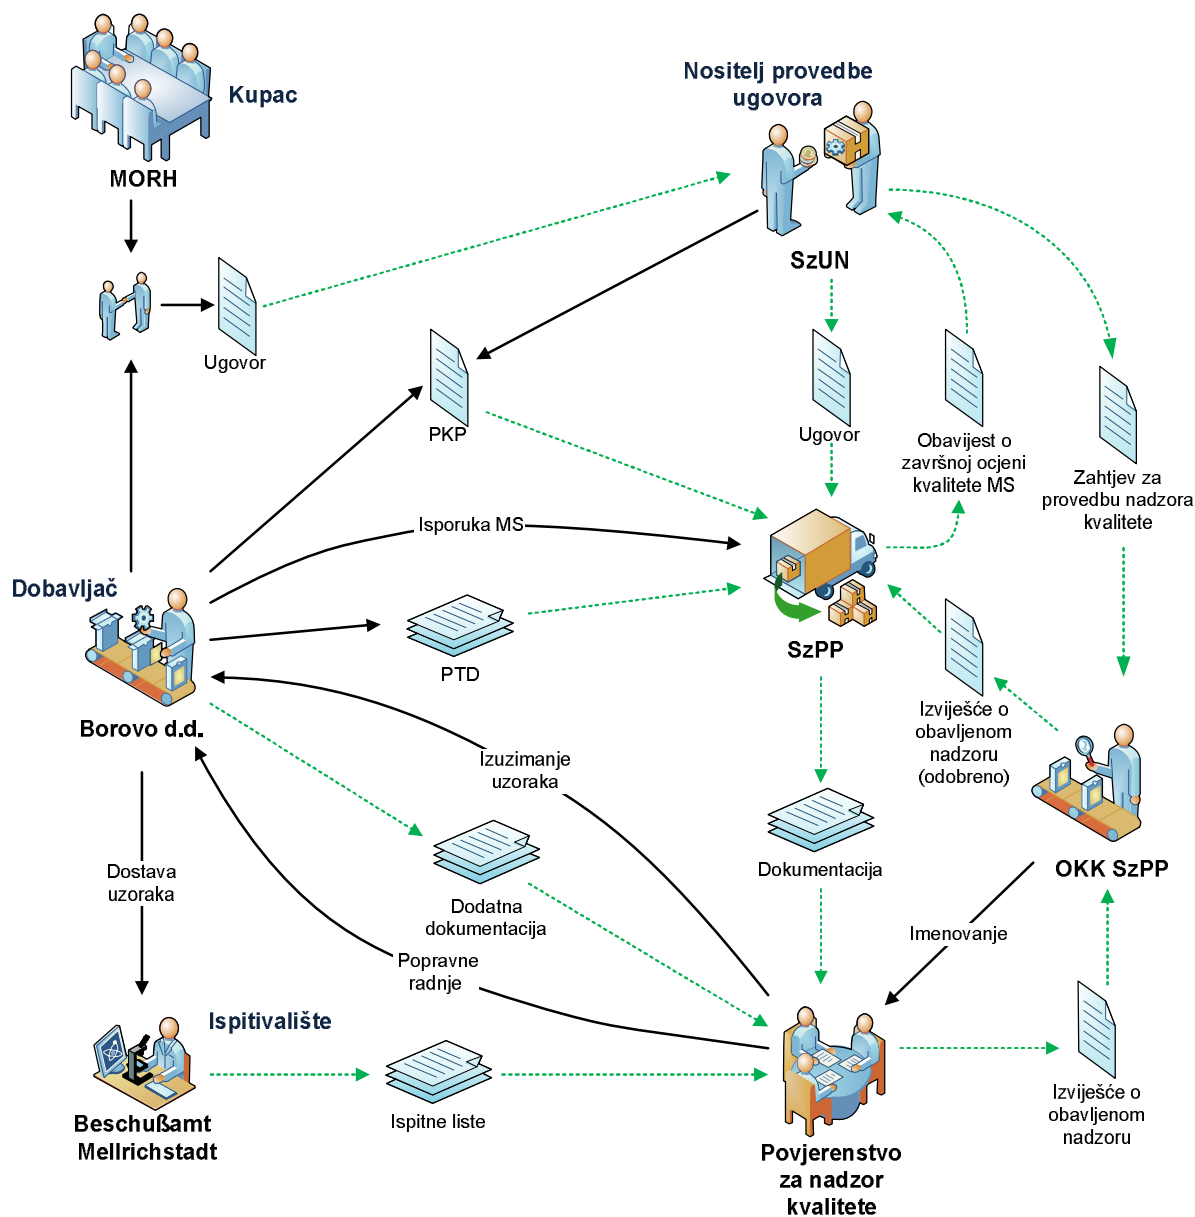 Kupac
MORH
Nositelj provedbe
ugovora
SzUN
Ugovor
PKP
Ugovor
Obavijest o
završnoj ocjeni
kvalitete MS
Zahtjev za
provedbu nadzora
kvalitete
Isporuka MS
Dobavljač
Borovo d.d.
PTD
SzPP
Izviješće o
obavljenom
nadzoru
(odobreno)
Izuzimanje
uzoraka
Dostava
uzoraka
Dodatna
dokumentacija
Dokumentacija
OKK SzPP
Imenovanje
Popravne
radnje
Ispitivalište
Beschußamt
Mellrichstadt
Ispitne liste
Povjerenstvo
za nadzor
kvalitete
Izviješće o
obavljenom
nadzoru